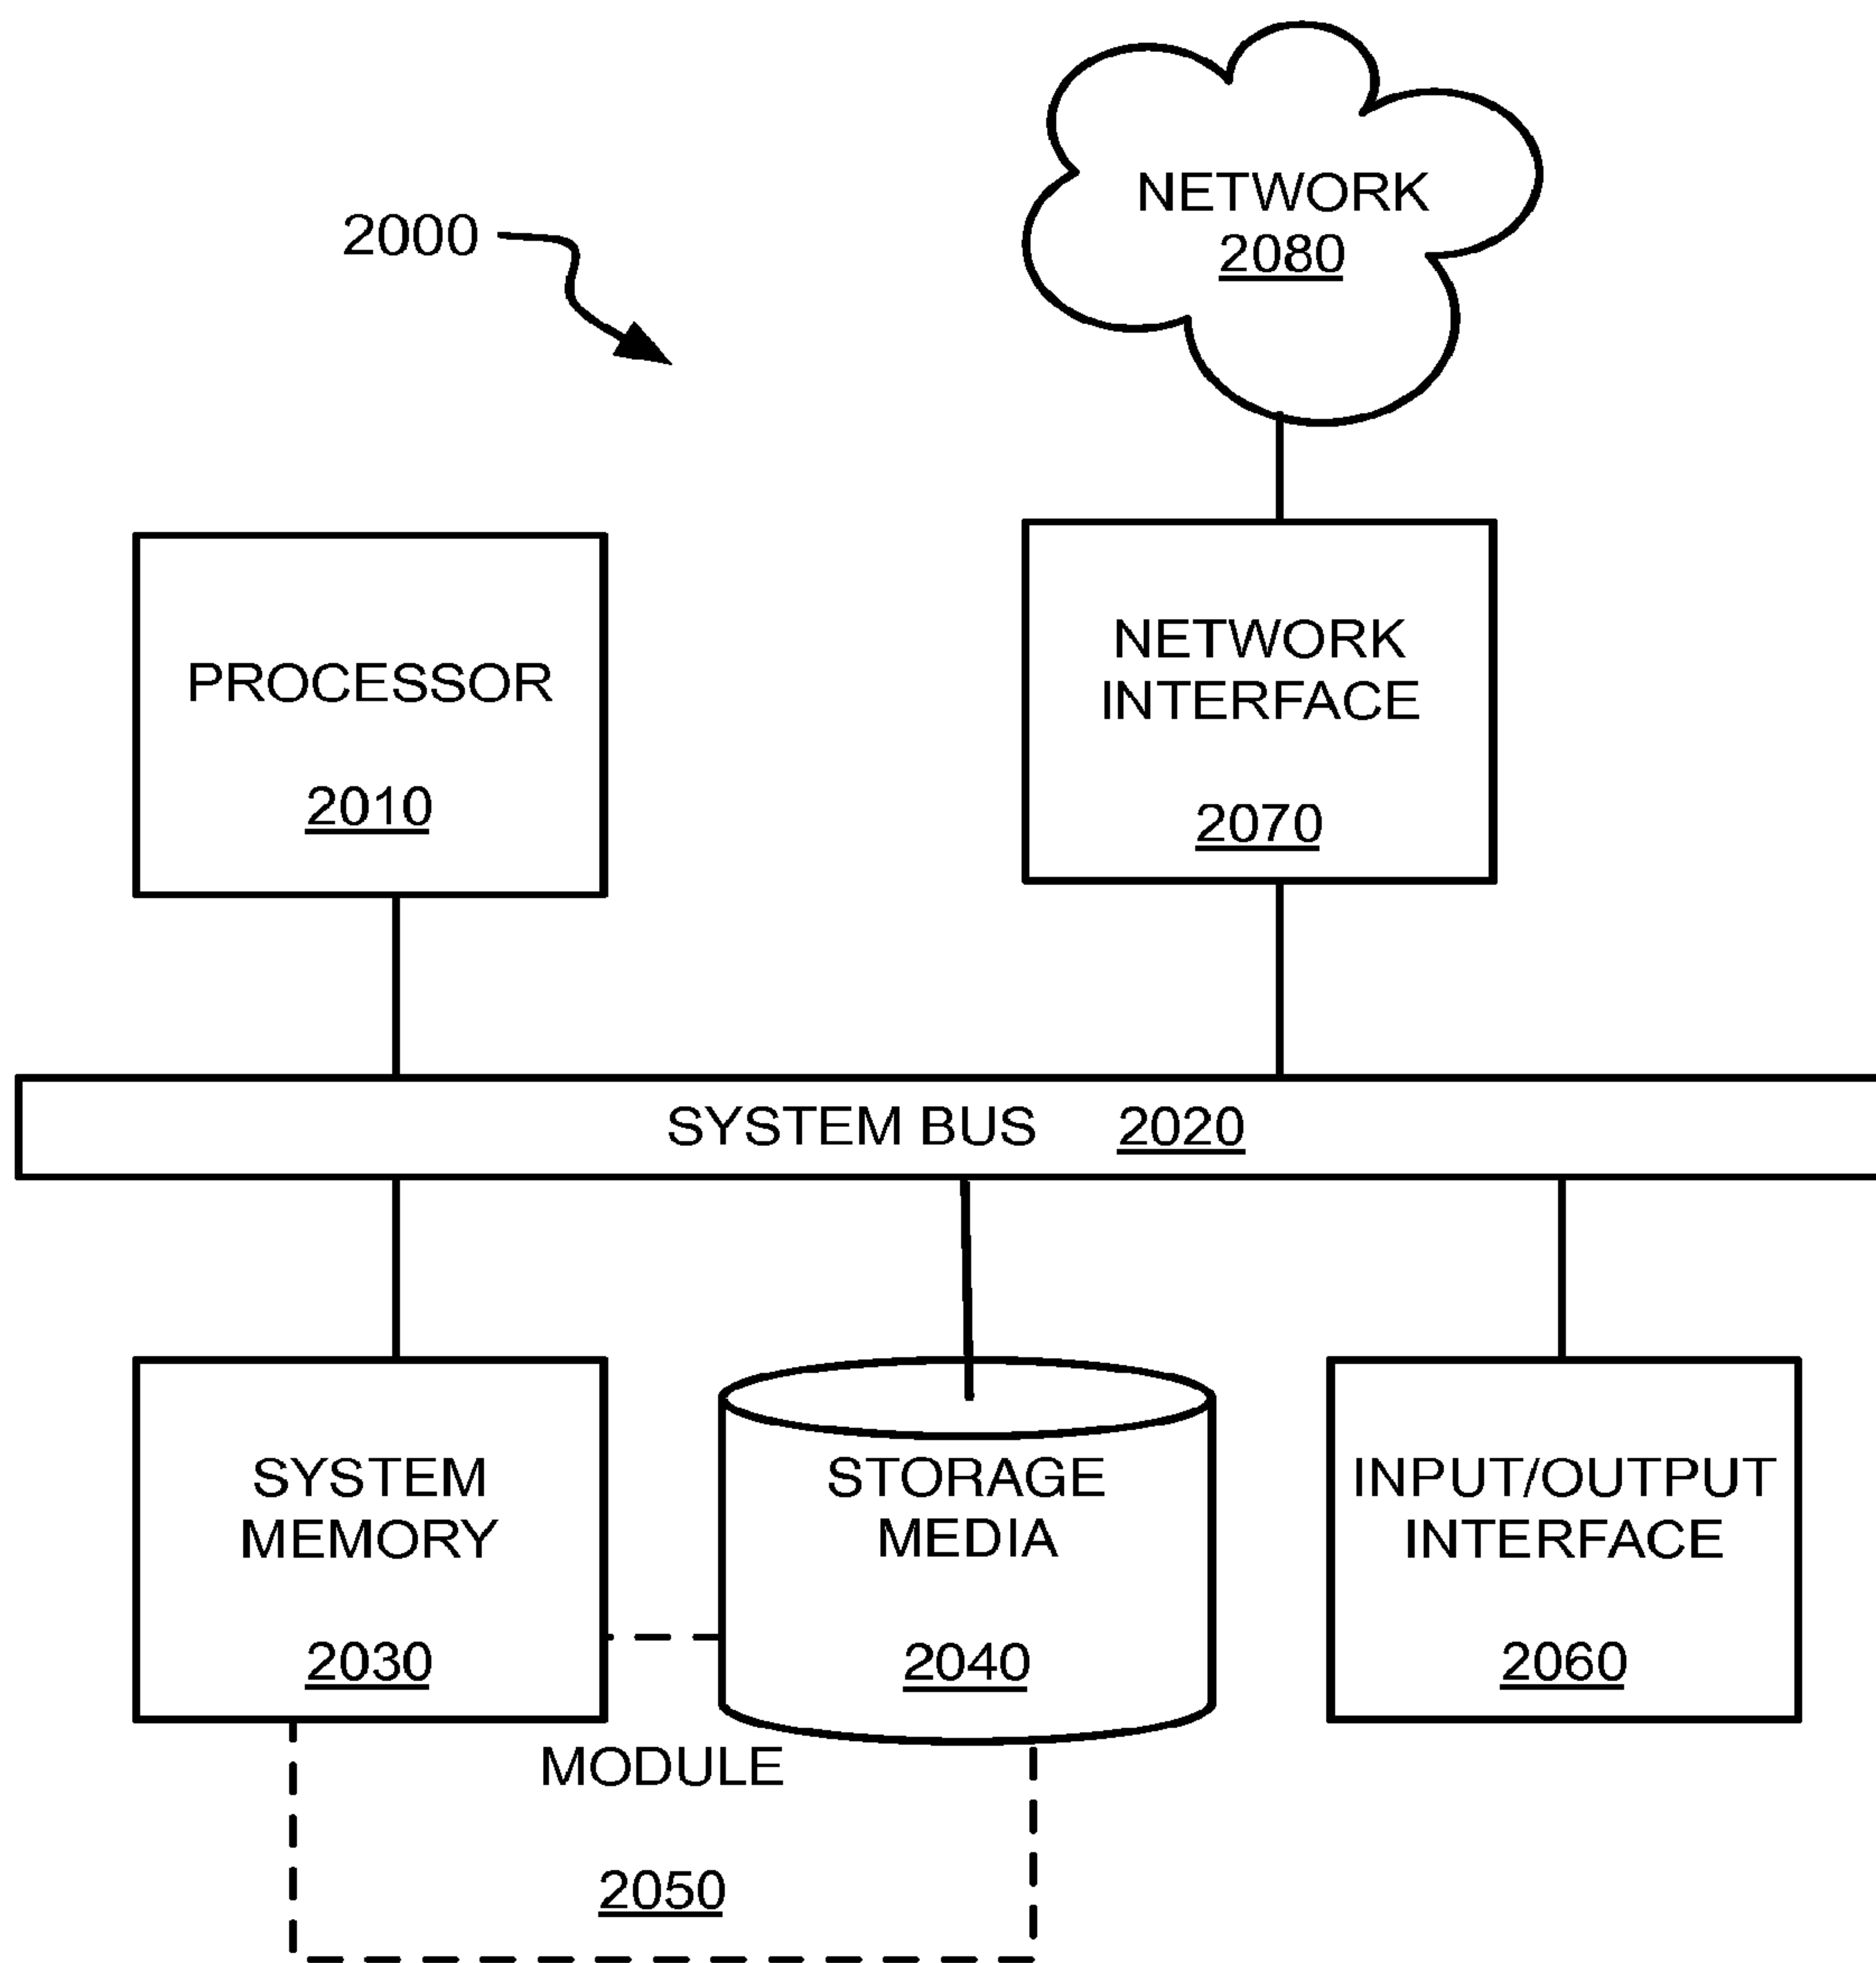 NETWORK
2080
2000
PROCESSOR
2010
NETWORK
INTERFACE
2070
SYSTEM BUS 2020
SYSTEM
MEMORY
2030
STORAGE
MEDIA
2040
INPUT/OUTPUT
INTERFACE
2060
MODULE
2050